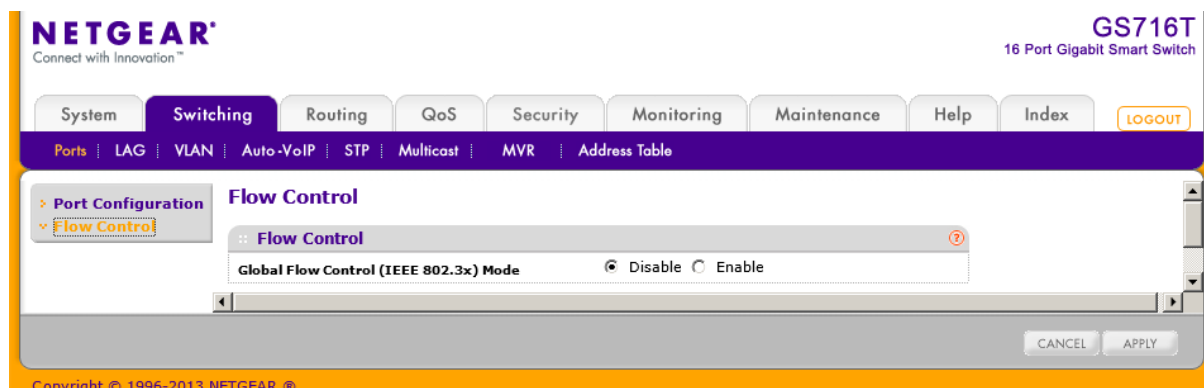 NETGEAR®
Connect with Innovation™
GS716T
16 Port Gigabit Smart Switch
System Switching Routing QoS Security Monitoring Maintenance Help Index LOGOUT
Ports LAG VLAN Auto-VoIP STP Multicast MVR Address Table
Port Configuration
Flow Control
Flow Control
Flow Control
Global Flow Control (IEEE 802.3x) Mode Disable Enable
CANCEL APPLY
Copyright © 1996-2013 NETGEAR ®